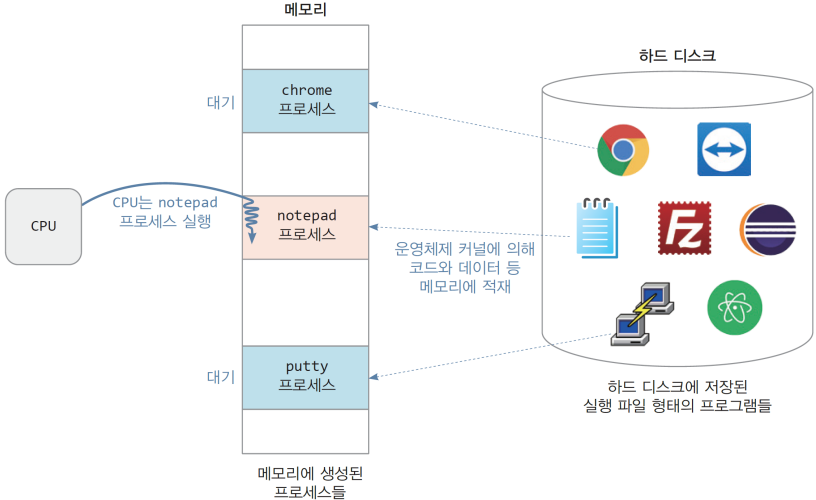 메모리
하드 디스크
대기
chrome
프로세스
CPU
CPU는 notepad
프로세스 실행
notepad
프로세스
운영체제 커널에 의해
코드와 데이터 등
메모리에 적재
Fz
대기
putty
프로세스
하드 디스크에 저장된
실행 파일 형태의 프로그램들
메모리에 생성된
프로세스들